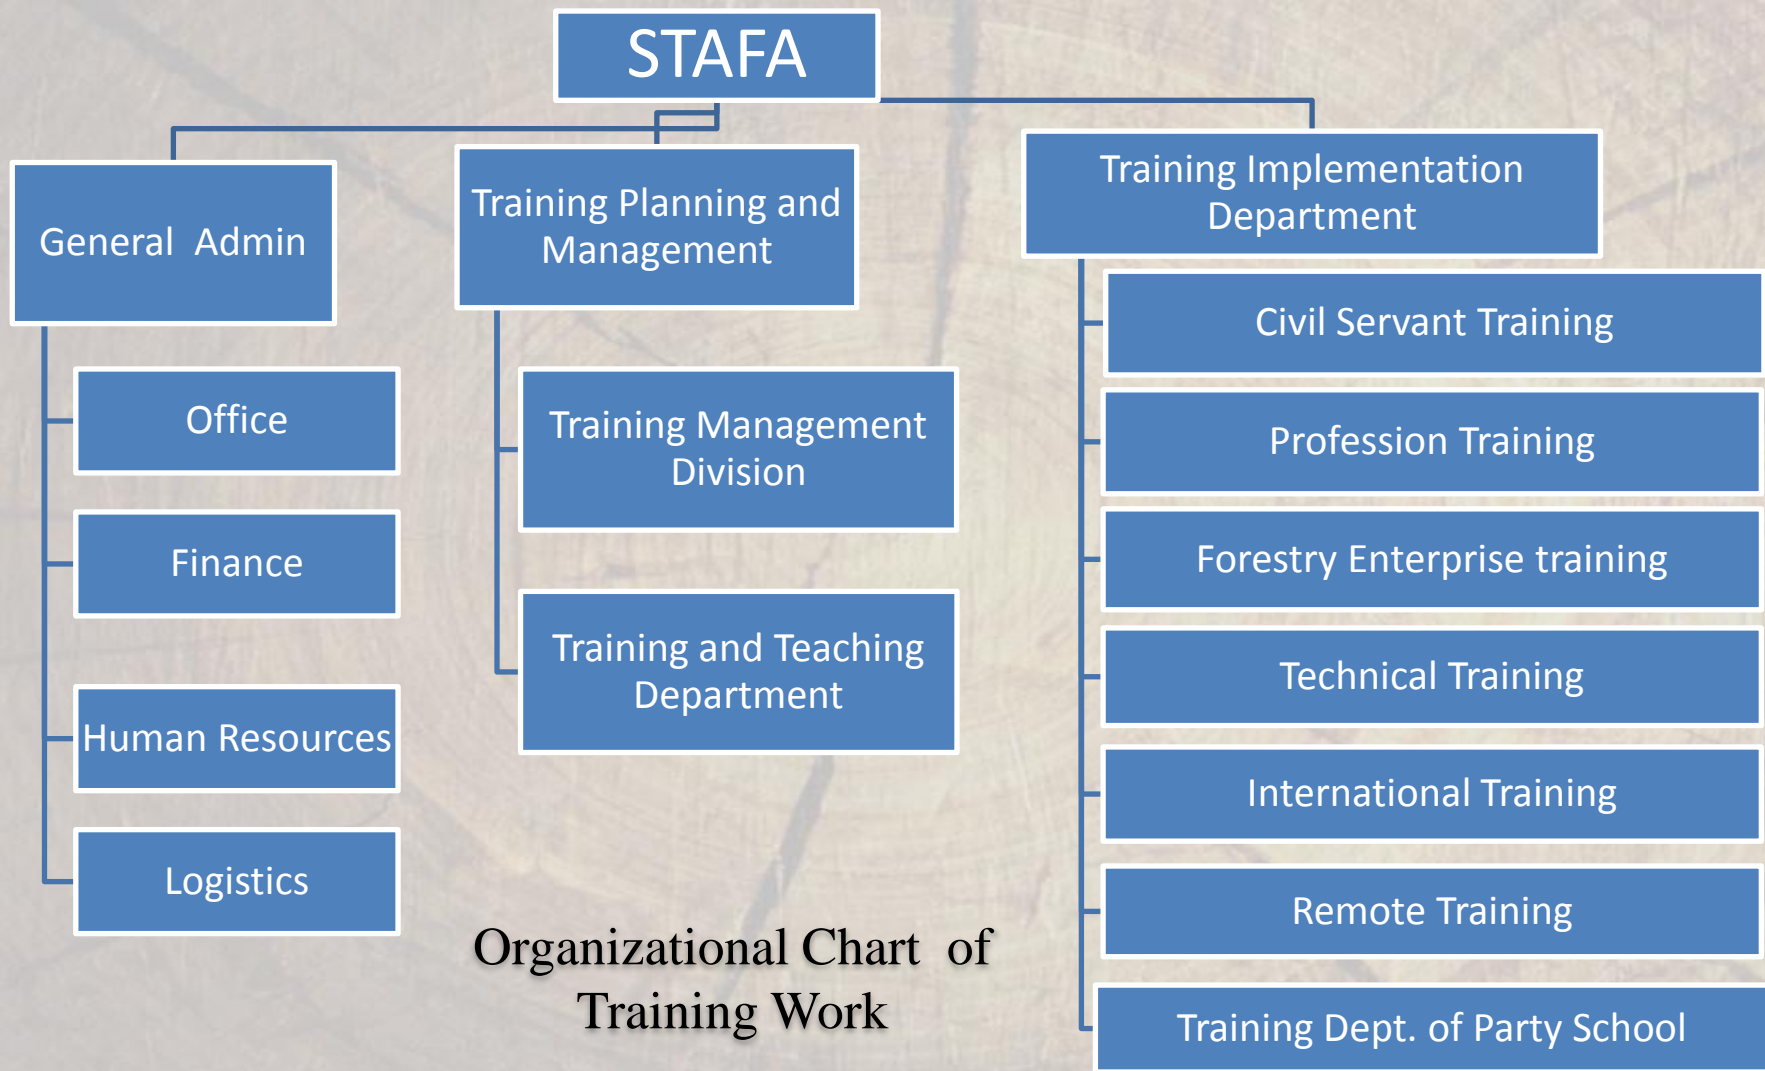 STAFA
General  Admin
Office
Finance
Human Resources
Logistics
Training Planning and
Management
Training Management
Division
Training and Teaching
Department
Training Implementation
Department
Civil Servant Training
Profession Training
Forestry Enterprise training
Technical Training
International Training
Remote Training
Training Dept. of Party School
Organizational Chart  of
Training Work